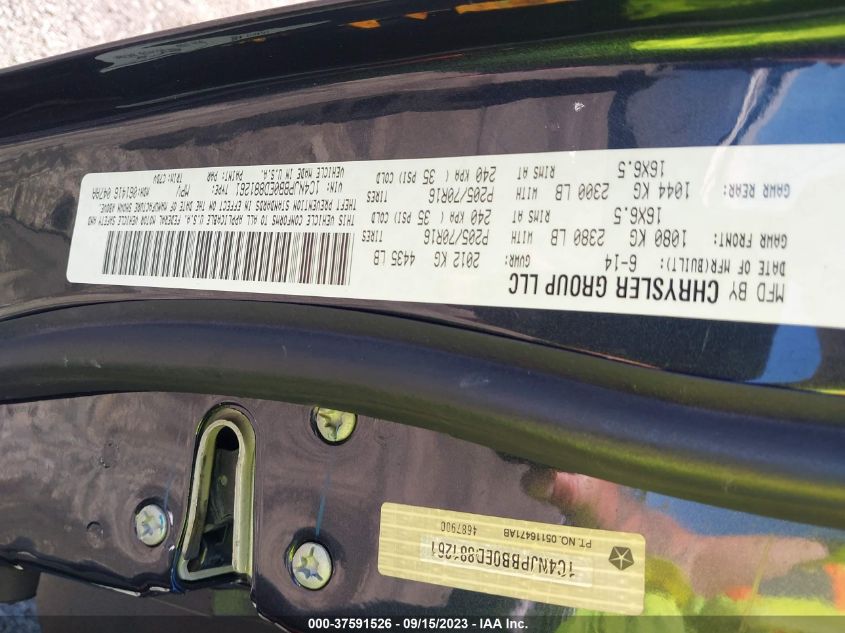 MFD BY CHRYSLER GROUP LLC
DATE OF MFR(BUILT): 6-14 GVWR: 2012 KG 4435 LB
GAWR FRONT: 1080 KG 2380 LB WITH P205/70R16 TIRES
16X6.5 RIMS AT 240 KPA ( 35 PSI) COLD
GAWR REAR: 1044 KG 2300 LB WITH P205/70R16 TIRES
16X6.5 RIMS AT 240 KPA ( 35 PSI) COLD
THIS VEHICLE CONFORMS TO ALL APPLICABLE U.S.A. FEDERAL MOTOR VEHICLE SAFETY AND
THEFT PREVENTION STANDARDS IN EFFECT ON THE DATE OF MANUFACTURE SHOWN ABOVE.
VIN: 1C4NJPBB0ED881261 TYPE: MPV MDH:061416 047AA
VEHICLE MADE IN U.S.A. PAINT: PAR TRIM:C7DV
1C4NJPBB0ED881261
PT. NO. 05116471AB
4687900
000-37591526 - 09/15/2023 - IAA Inc.